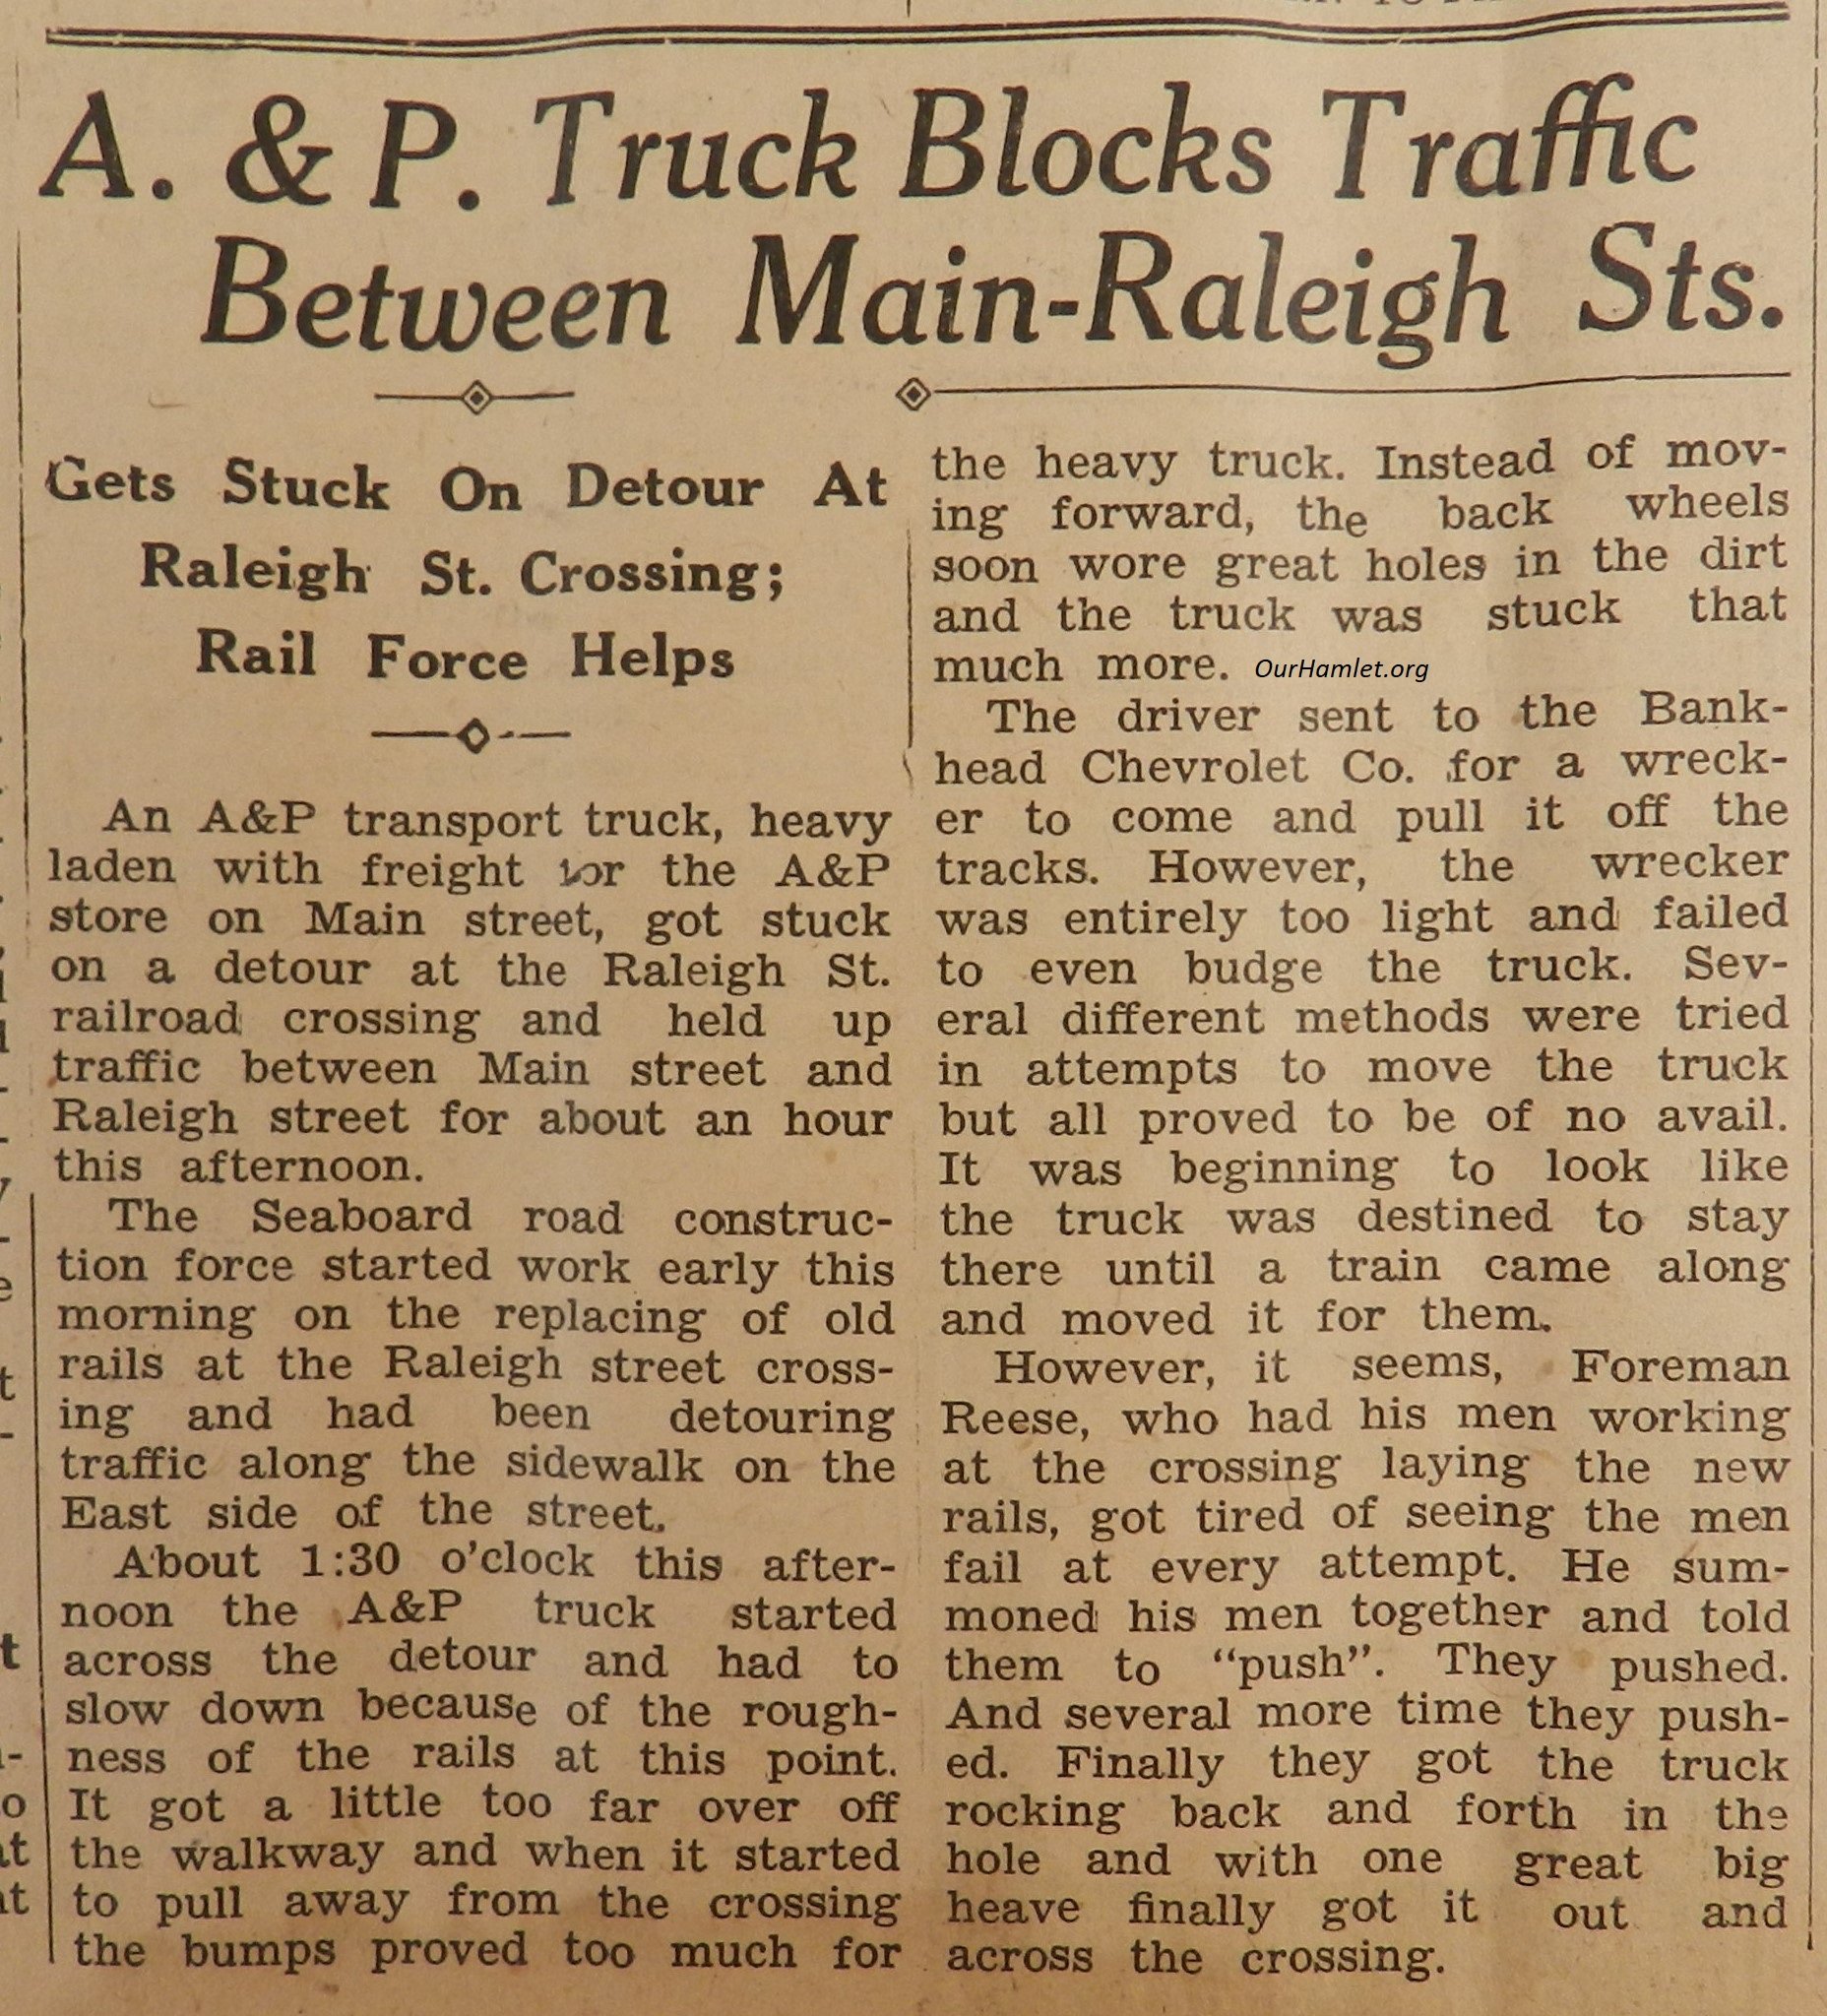 A. & P. Truck Blocks Traffic
Between Main-Raleigh Sts.
Gets Stuck On Detour At
Raleigh St. Crossing;
Rail Force Helps
An A&P transport truck, heavy
laden with freight for the A&P
store on Main street, got stuck
on a detour at the Raleigh St.
railroad crossing and held up
traffic between Main street and
Raleigh street for about an hour
this afternoon.
The Seaboard road construc-
tion force started work early this
morning on the replacing of old
rails at the Raleigh street cross-
ing and had been detouring
traffic along the sidewalk on the
East side of the street.
About 1:30 o'clock this after-
noon the A&P truck started
across the detour and had to
slow down because of the rough-
ness of the rails at this point.
It got a little too far over off
the walkway and when it started
to pull away from the crossing
the bumps proved too much for
the heavy truck. Instead of mov-
ing forward, the back wheels
soon wore great holes in the dirt
and the truck was stuck that
much more. OurHamlet.org
The driver sent to the Bank-
head Chevrolet Co. for a wreck-
er to come and pull it off the
tracks. However, the wrecker
was entirely too light and failed
to even budge the truck. Sev-
eral different methods were tried
in attempts to move the truck
but all proved to be of no avail.
It was beginning to look like
the truck was destined to stay
there until a train came along
and moved it for them.
However, it seems, Foreman
Reese, who had his men working
at the crossing laying the new
rails, got tired of seeing the men
fail at every attempt. He sum-
moned his men together and told
them to "push". They pushed.
And several more time they push-
ed. Finally they got the truck
rocking back and forth in the
hole and with one great big
heave finally got it out and
across the crossing.